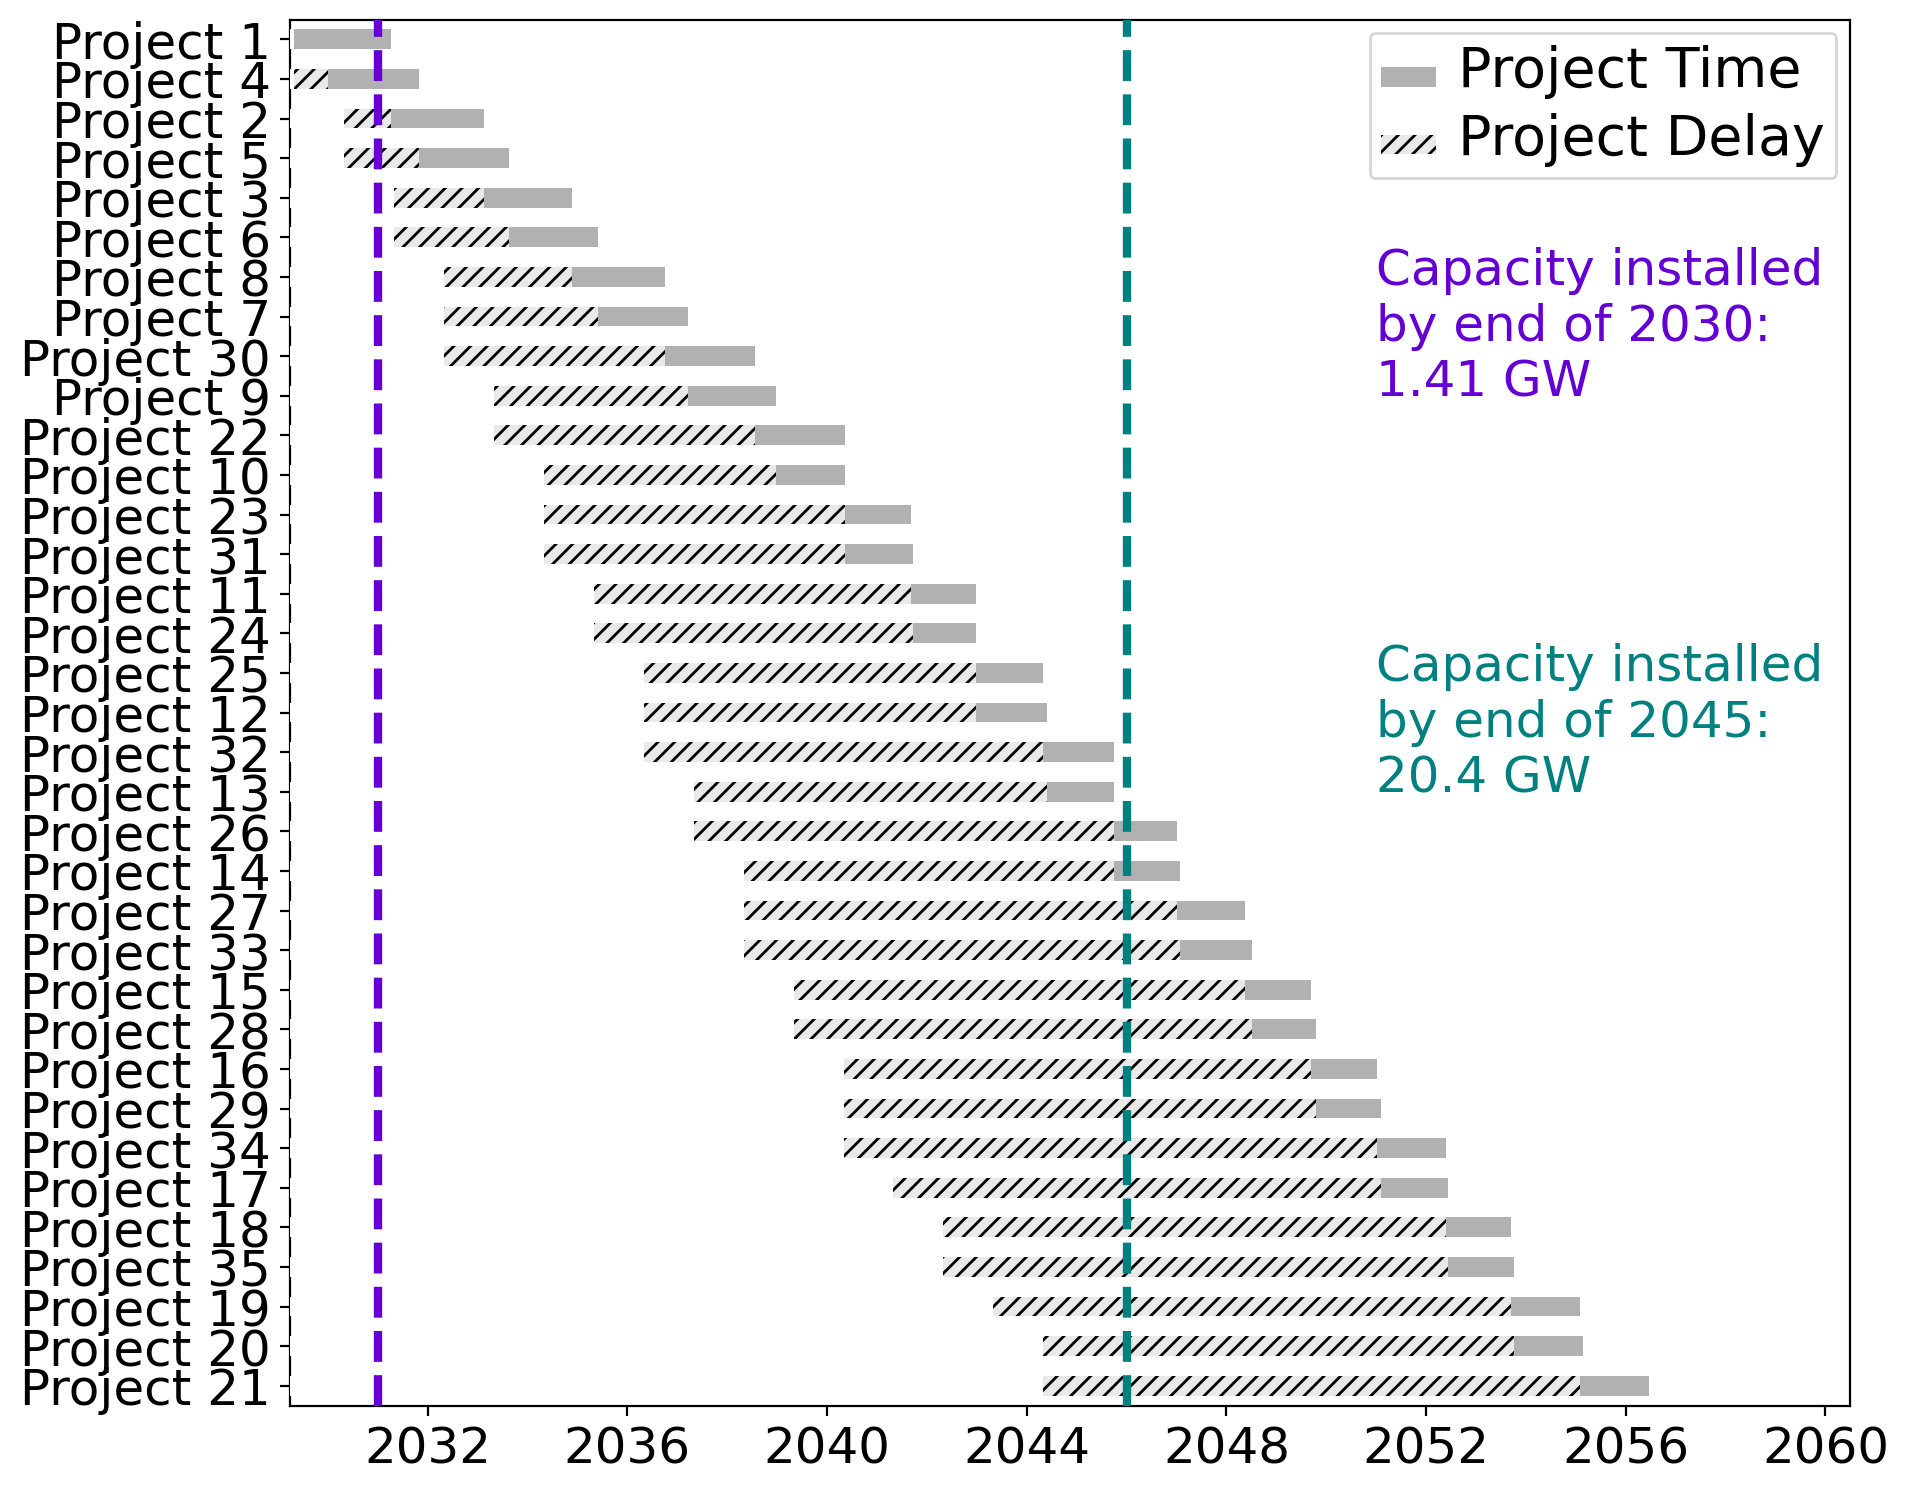 Project 1
Project 4
Project 2
Project 5
Project 3
Project 6
Project 8
Project 7
Project 30
Project 9
Project 22
Project 10
Project 23
Project 31
Project 11
Project 24
Project 25
Project 12
Project 32
Project 13
Project 26
Project 14
Project 27
Project 33
Project 15
Project 28
Project 16
Project 29
Project 34
Project 17
Project 18
Project 35
Project 19
Project 20
Project 21
Project Time
Project Delay
Capacity installed
by end of 2030:
1.41 GW
Capacity installed
by end of 2045:
20.4 GW
2032 2036 2040 2044 2048 2052 2056 2060